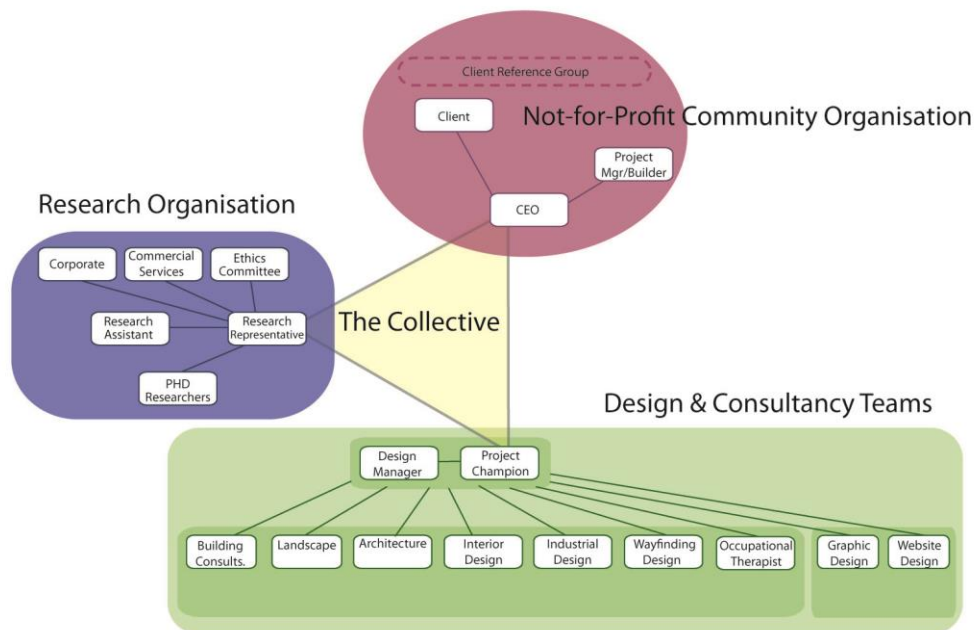 Client Reference Group
Client
Not-for-Profit Community Organisation
Project
Mgr/Builder
CEO
Research Organisation
Corporate
Commercial
Services
Ethics
Committee
Research
Assistant
Research
Representative
The Collective
PHD
Researchers
Design & Consultancy Teams
Design
Manager
Project
Champion
Building
Consults.
Landscape
Architecture
Interior
Design
Industrial
Design
Wayfinding
Design
Occupational
Therapist
Graphic
Design
Website
Design